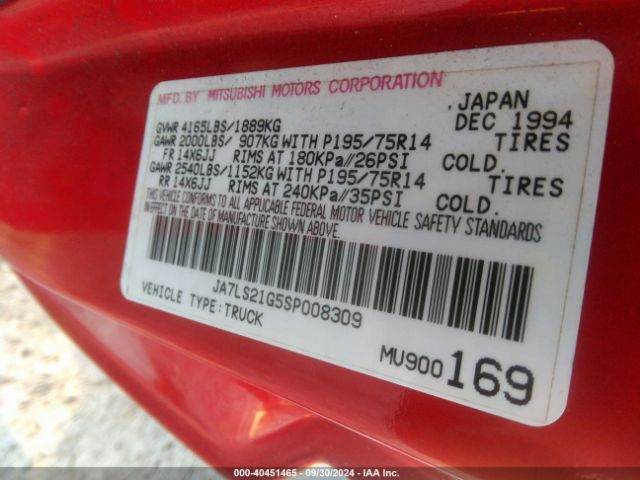 MFD. BY MITSUBISHI MOTORS CORPORATION , JAPAN
GVWR 4165LBS/1889KG DEC 1994
GAWR 2000LBS/ 907KG WITH P195/75R14 TIRES
FR 14X6JJ RIMS AT 180KPa//26PSI COLD.
GAWR 2540LBS/1152KG WITH P195/75R14 TIRES
RR 14X6JJ RIMS AT 240KPa//35PSI COLD.
THIS VEHICLE CONFORMS TO ALL APPLICABLE FEDERAL MOTOR VEHICLE SAFETY STANDARDS
IN EFFECT ON THE DATE OF MANUFACTURE SHOWN ABOVE.
JA7LS21G5SP008309
VEHICLE TYPE:TRUCK
MV900 169
000-40451465 - 09/30/2024 - IAA Inc.